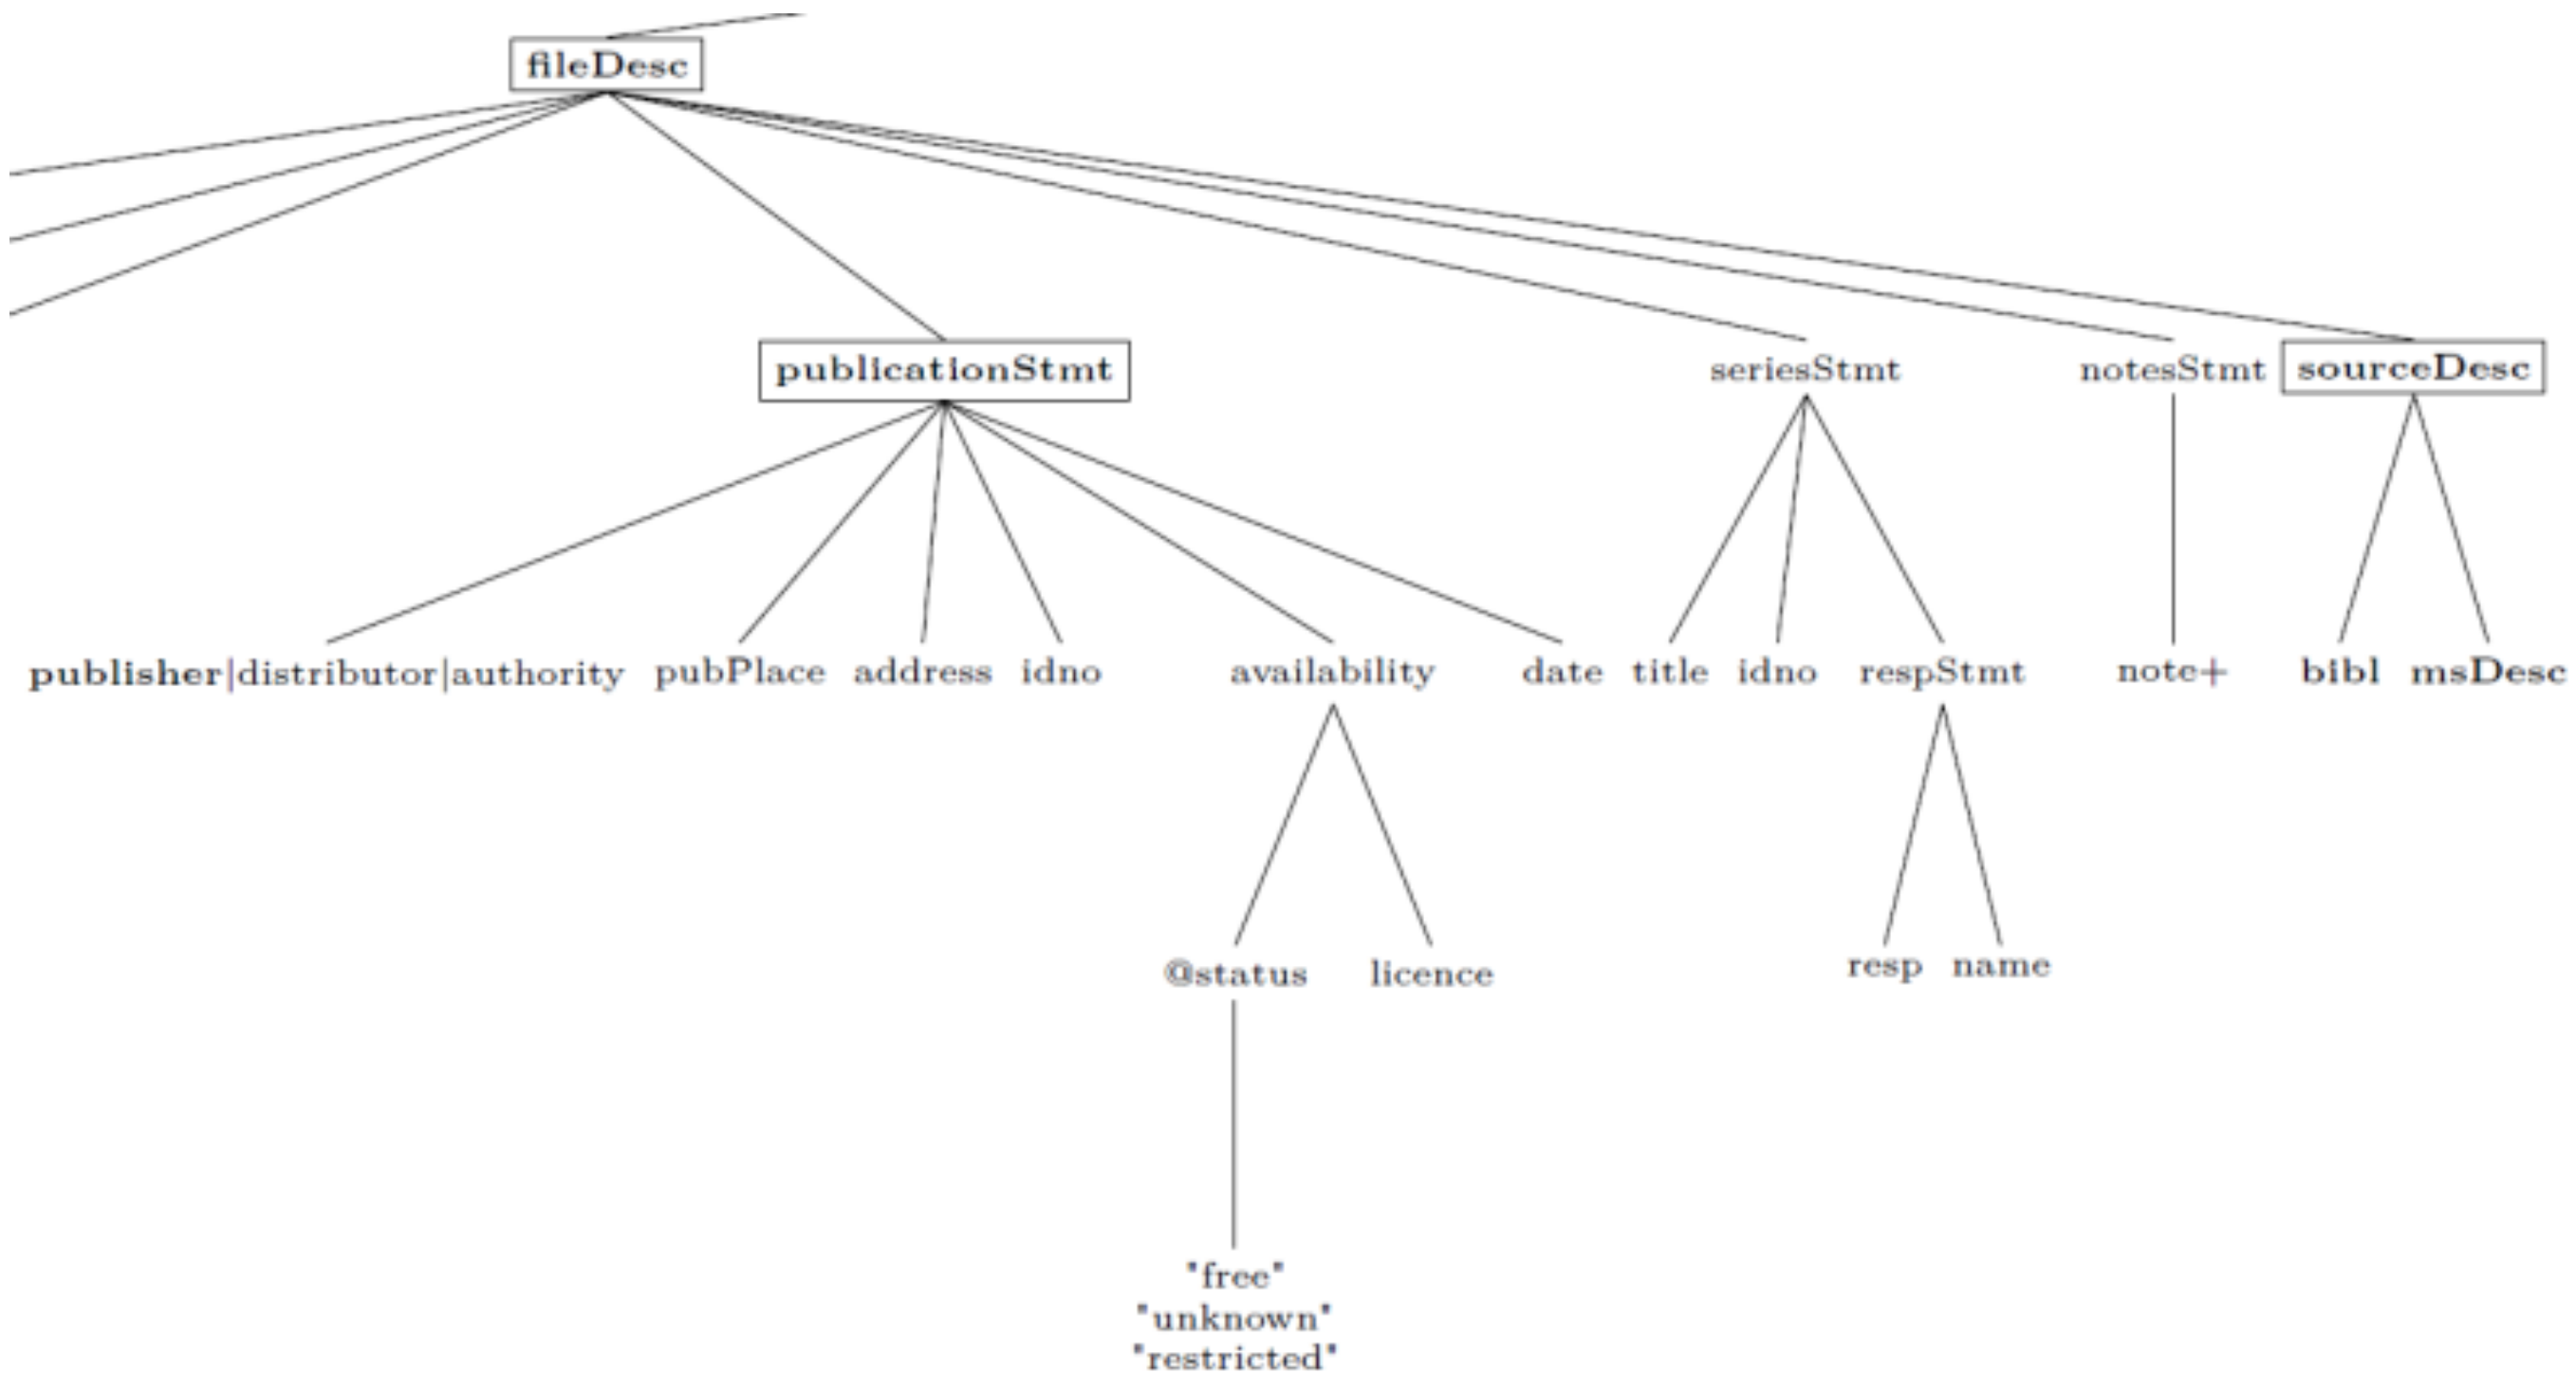 fileDesc
publicationStmt
seriesStmt
notesStmt
sourceDesc
publisher|distributor|authority
pubPlace
address
idno
availability
date
title
idno
respStmt
note+
bibl
msDesc
@status
licence
resp
name
"free"
"unknown"
"restricted"